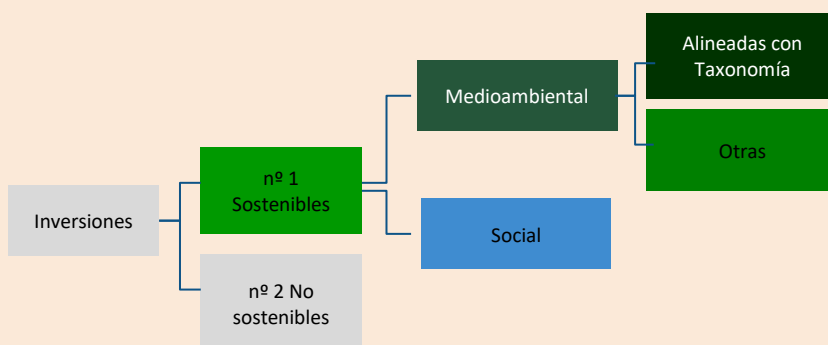 Inversiones
nº 1
Sostenibles
nº 2 No
sostenibles
Medioambiental
Social
Alineadas con
Taxonomía
Otras